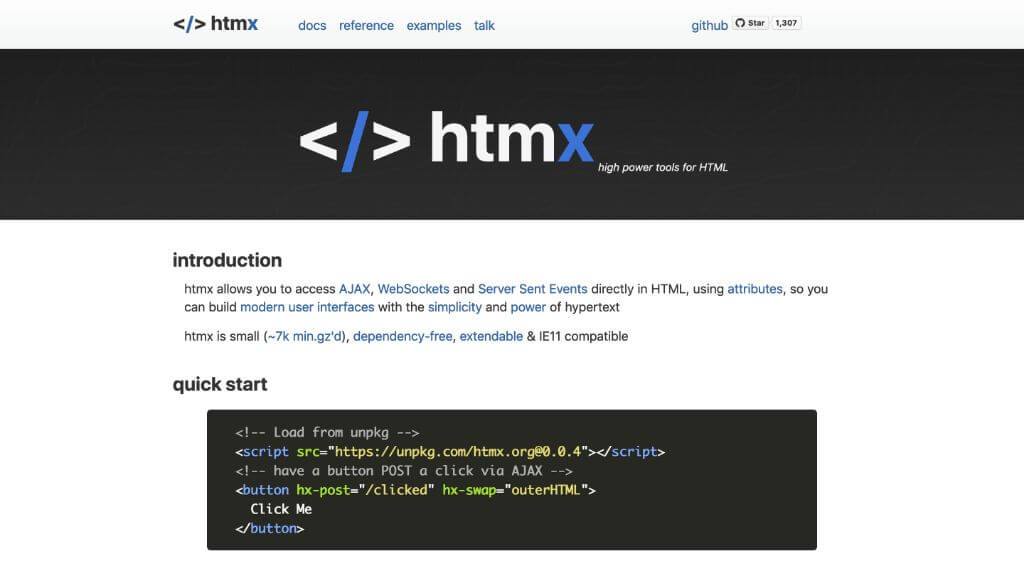 </> htmx docs reference examples talk github Star 1,307
</> htmx
high power tools for HTML
introduction
htmx allows you to access AJAX, WebSockets and Server Sent Events directly in HTML, using attributes, so you
can build modern user interfaces with the simplicity and power of hypertext
htmx is small (~7k min.gz'd), dependency-free, extendable & IE11 compatible
quick start
<!-- Load from unpkg -->
<script src="https://unpkg.com/htmx.org@0.0.4"></script>
<!-- have a button POST a click via AJAX -->
<button hx-post="/clicked" hx-swap="outerHTML">
Click Me
</button>